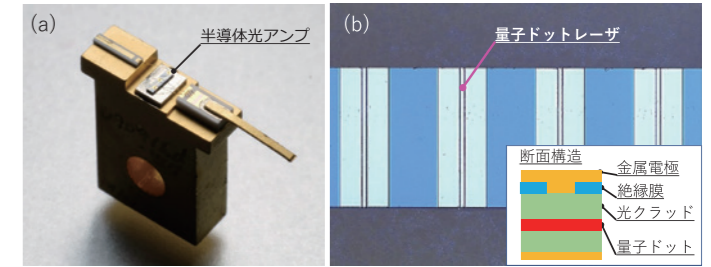 (a)
半導体光アンプ
(b)
量子ドットレーザ
断面構造
金属電極
絶縁膜
光クラッド
量子ドット